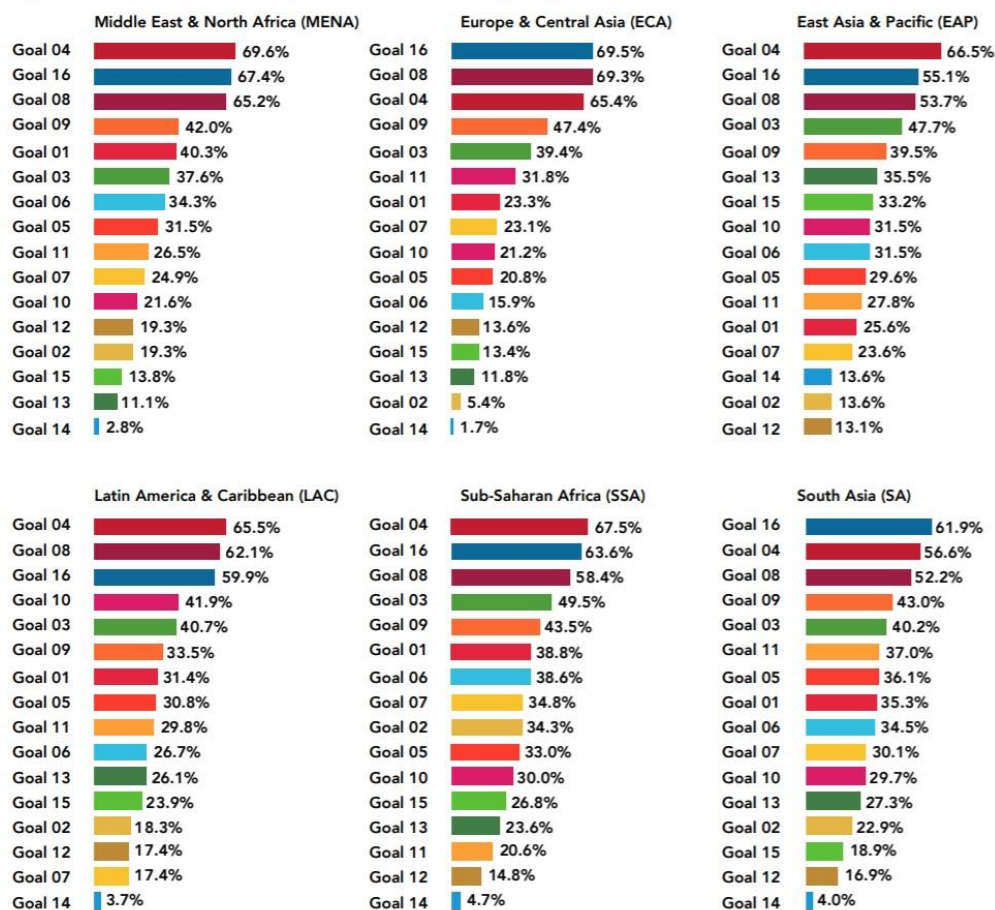 Middle East & North Africa (MENA)
Goal 04 69.6%
Goal 16 67.4%
Goal 08 65.2%
Goal 09 42.0%
Goal 01 40.3%
Goal 03 37.6%
Goal 06 34.3%
Goal 05 31.5%
Goal 11 26.5%
Goal 07 24.9%
Goal 10 21.6%
Goal 12 19.3%
Goal 02 19.3%
Goal 15 13.8%
Goal 13 11.1%
Goal 14 2.8%
Europe & Central Asia (ECA)
Goal 16 69.5%
Goal 08 69.3%
Goal 04 65.4%
Goal 09 47.4%
Goal 03 39.4%
Goal 11 31.8%
Goal 01 23.3%
Goal 07 23.1%
Goal 10 21.2%
Goal 05 20.8%
Goal 06 15.9%
Goal 12 13.6%
Goal 15 13.4%
Goal 13 11.8%
Goal 02 5.4%
Goal 14 1.7%
East Asia & Pacific (EAP)
Goal 04 66.5%
Goal 16 55.1%
Goal 08 53.7%
Goal 03 47.7%
Goal 09 39.5%
Goal 13 35.5%
Goal 15 33.2%
Goal 10 31.5%
Goal 06 31.5%
Goal 05 29.6%
Goal 11 27.8%
Goal 01 25.6%
Goal 07 23.6%
Goal 14 13.6%
Goal 02 13.6%
Goal 12 13.1%
Latin America & Caribbean (LAC)
Goal 04 65.5%
Goal 08 62.1%
Goal 16 59.9%
Goal 10 41.9%
Goal 03 40.7%
Goal 09 33.5%
Goal 01 31.4%
Goal 05 30.8%
Goal 11 29.8%
Goal 06 26.7%
Goal 13 26.1%
Goal 15 23.9%
Goal 02 18.3%
Goal 12 17.4%
Goal 07 17.4%
Goal 14 3.7%
Sub-Saharan Africa (SSA)
Goal 04 67.5%
Goal 16 63.6%
Goal 08 58.4%
Goal 03 49.5%
Goal 09 43.5%
Goal 01 38.8%
Goal 06 38.6%
Goal 07 34.8%
Goal 02 34.3%
Goal 05 33.0%
Goal 10 30.0%
Goal 15 26.8%
Goal 13 23.6%
Goal 11 20.6%
Goal 12 14.8%
Goal 14 4.7%
South Asia (SA)
Goal 16 61.9%
Goal 04 56.6%
Goal 08 52.2%
Goal 09 43.0%
Goal 03 40.2%
Goal 11 37.0%
Goal 05 36.1%
Goal 01 35.3%
Goal 06 34.5%
Goal 07 30.1%
Goal 10 29.7%
Goal 13 27.3%
Goal 02 22.9%
Goal 15 18.9%
Goal 12 16.9%
Goal 14 4.0%